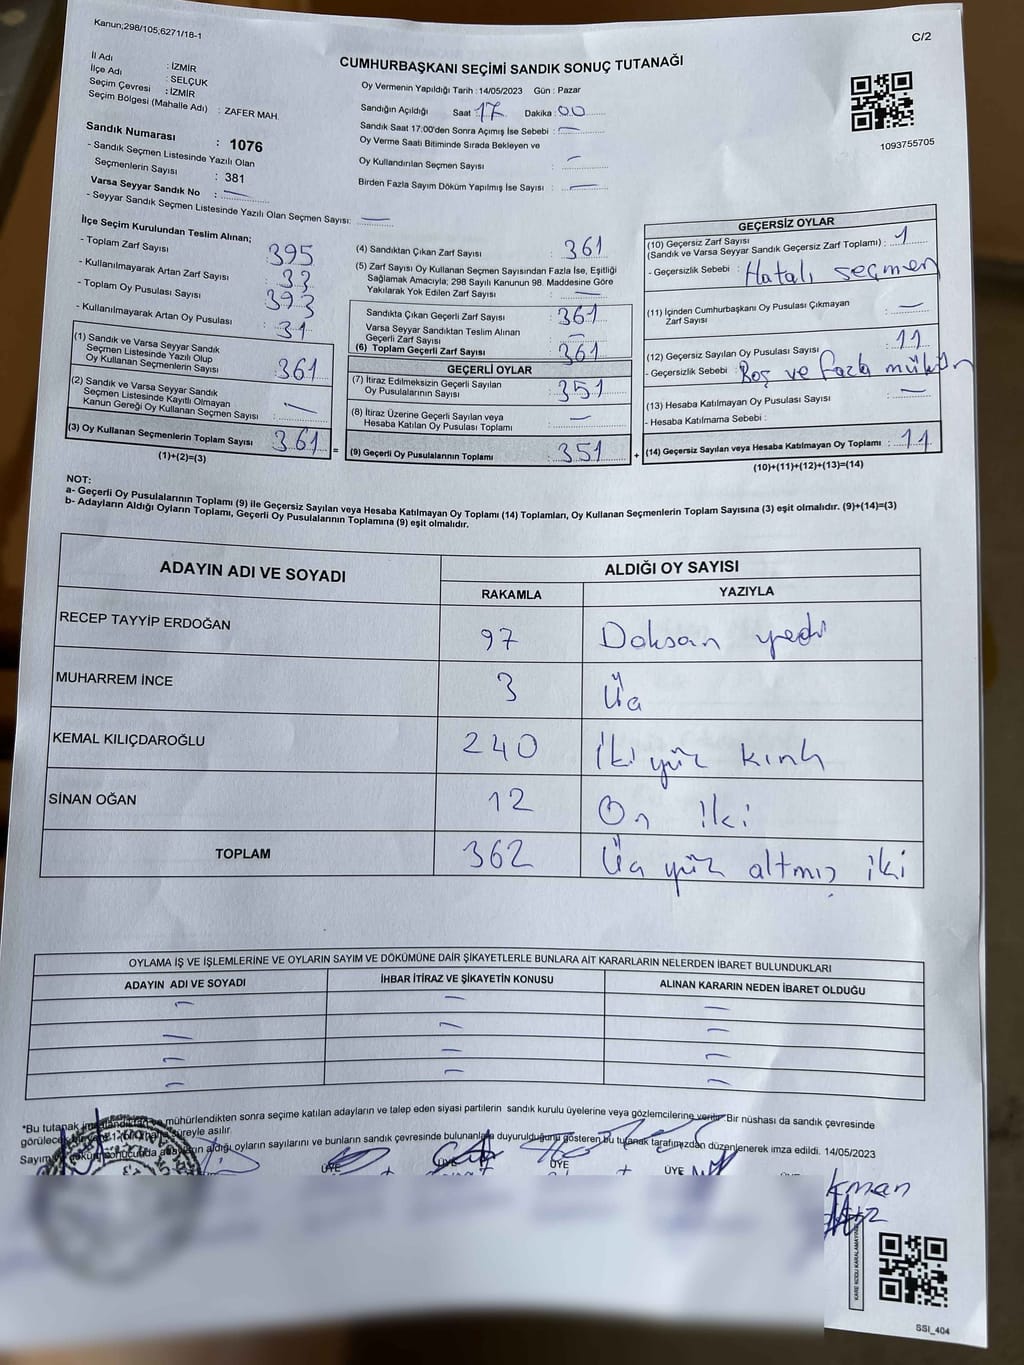 Kanun;298/105;6271/18-1
C/2
CUMHURBAŞKANI SEÇİMİ SANDIK SONUÇ TUTANAĞI
İl Adı : İZMİR
İlçe Adı : SELÇUK
Seçim Çevresi : İZMİR
Seçim Bölgesi (Mahalle Adı) : ZAFER MAH.
Sandık Numarası : 1076
- Sandık Seçmen Listesinde Yazılı Olan
Seçmenlerin Sayısı : 381
Varsa Seyyar Sandık No : —
- Seyyar Sandık Seçmen Listesinde Yazılı Olan Seçmen Sayısı: —
Oy Vermenin Yapıldığı Tarih : 14/05/2023 Gün : Pazar
Sandığın Açıldığı Saat : 17 Dakika : 00
Sandık Saat 17:00'den Sonra Açımış İse Sebebi : —
Oy Verme Saati Bitiminde Sırada Bekleyen ve
Oy Kullandırılan Seçmen Sayısı : —
Birden Fazla Sayım Döküm Yapılmış İse Sayısı : —
1093755705
İlçe Seçim Kurulundan Teslim Alınan;
- Toplam Zarf Sayısı : 395
- Kullanılmayarak Artan Zarf Sayısı : 33
- Toplam Oy Pusulası Sayısı : 393
- Kullanılmayarak Artan Oy Pusulası : 31
(1) Sandık ve Varsa Seyyar Sandık
Seçmen Listesinde Yazılı Olup
Oy Kullanan Seçmenlerin Sayısı : 361
(2) Sandık ve Varsa Seyyar Sandık
Seçmen Listesinde Kayıtlı Olmayan
Kanun Gereği Oy Kullanan Seçmen Sayısı : —
(3) Oy Kullanan Seçmenlerin Toplam Sayısı : 361
(1)+(2)=(3)
=
(4) Sandıktan Çıkan Zarf Sayısı : 361
(5) Zarf Sayısı Oy Kullanan Seçmen Sayısından Fazla İse, Eşitliği
Sağlamak Amacıyla; 298 Sayılı Kanunun 98. Maddesine Göre
Yakılarak Yok Edilen Zarf Sayısı : —
Sandıkta Çıkan Geçerli Zarf Sayısı : 361
Varsa Seyyar Sandıktan Teslim Alınan
Geçerli Zarf Sayısı : —
(6) Toplam Geçerli Zarf Sayısı : 361
GEÇERLİ OYLAR
(7) İtiraz Edilmeksizin Geçerli Sayılan
Oy Pusulasının Sayısı : 351
(8) İtiraz Üzerine Geçerli Sayılan veya
Hesaba Katılan Oy Pusulası Toplamı : —
(9) Geçerli Oy Pusulalarının Toplamı : 351
+
GEÇERSİZ OYLAR
(10) Geçersiz Zarf Sayısı
(Sandık ve Varsa Seyyar Sandık Geçersiz Zarf Toplamı) : 1
- Geçersizlik Sebebi : Hatalı seçmen
(11) İçinden Cumhurbaşkanı Oy Pusulası Çıkmayan
Zarf Sayısı : —
(12) Geçersiz Sayılan Oy Pusulası Sayısı : 11
- Geçersizlik Sebebi : Boş ve fazla mühür
(13) Hesaba Katılmayan Oy Pusulası Sayısı : —
- Hesaba Katılmama Sebebi :
(14) Geçersiz Sayılan veya Hesaba Katılmayan Oy Toplamı : 11
(10)+(11)+(12)+(13)=(14)
NOT:
a- Geçerli Oy Pusulalarının Toplamı (9) ile Geçersiz Sayılan veya Hesaba Katılmayan Oy Toplamı (14) Toplamları, Oy Kullanan Seçmenlerin Toplam Sayısına (3) eşit olmalıdır. (9)+(14)=(3)
b- Adayların Aldığı Oyların Toplamı, Geçerli Oy Pusulalarının Toplamına (9) eşit olmalıdır.
ADAYIN ADI VE SOYADI ALDIĞI OY SAYISI
RAKAMLA YAZIYLA
RECEP TAYYİP ERDOĞAN 97 Doksan yedi
MUHARREM İNCE 3 Üç
KEMAL KILIÇDAROĞLU 240 İki yüz kırk
SİNAN OĞAN 12 On iki
TOPLAM 362 Üç yüz altmış iki
OYLAMA İŞ VE İŞLEMLERİNE VE OYLARIN SAYIM VE DÖKÜMÜNE DAİR ŞİKAYETLERLE BUNLARA AİT KARARLARIN NELERDEN İBARET BULUNDUKLARI
ADAYIN ADI VE SOYADI İHBAR İTİRAZ VE ŞİKAYETİN KONUSU ALINAN KARARIN NEDEN İBARET OLDUĞU
— — —
— — —
— — —
— — —
*Bu tutanak mühürlendikten sonra seçime katılan adayların ve talep eden siyasi partilerin sandık kurulu üyelerine veya gözlemcilerine verilir. Bir nüshası da sandık çevresinde
süreyle asılır.
aldığı oyların sayılarını ve bunların sandık çevresinde bulunanlara duyurulduğunu gösteren bu tutanak tarafımızdan düzenlenerek imza edildi. 14/05/2023
ÜYE ÜYE ÜYE
KARE KODU KARALAMAYINIZ
SSI_404